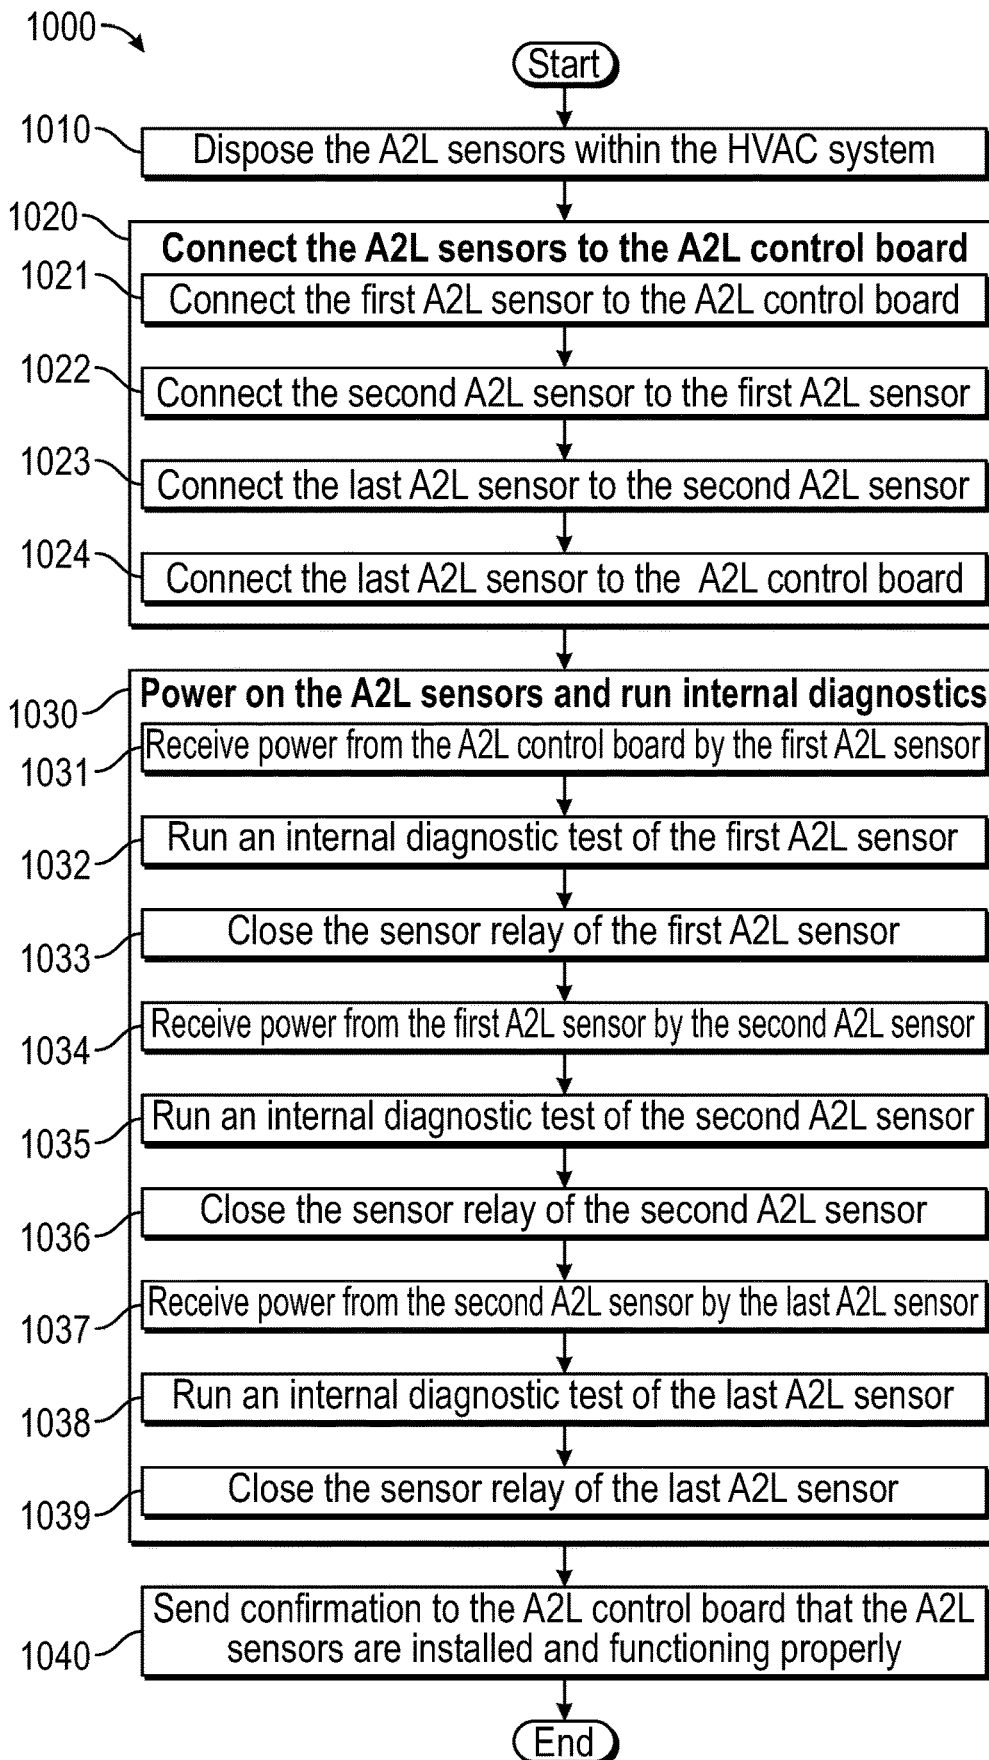 1000
Start
1010
Dispose the A2L sensors within the HVAC system
1020
Connect the A2L sensors to the A2L control board
1021
Connect the first A2L sensor to the A2L control board
1022
Connect the second A2L sensor to the first A2L sensor
1023
Connect the last A2L sensor to the second A2L sensor
1024
Connect the last A2L sensor to the A2L control board
1030
Power on the A2L sensors and run internal diagnostics
1031
Receive power from the A2L control board by the first A2L sensor
1032
Run an internal diagnostic test of the first A2L sensor
1033
Close the sensor relay of the first A2L sensor
1034
Receive power from the first A2L sensor by the second A2L sensor
1035
Run an internal diagnostic test of the second A2L sensor
1036
Close the sensor relay of the second A2L sensor
1037
Receive power from the second A2L sensor by the last A2L sensor
1038
Run an internal diagnostic test of the last A2L sensor
1039
Close the sensor relay of the last A2L sensor
1040
Send confirmation to the A2L control board that the A2L
sensors are installed and functioning properly
End